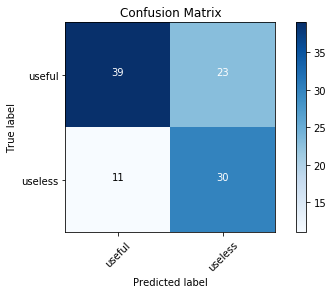 Confusion Matrix
useful
39
23
useless
11
30
True label
useful
useless
Predicted label
35
30
25
20
15